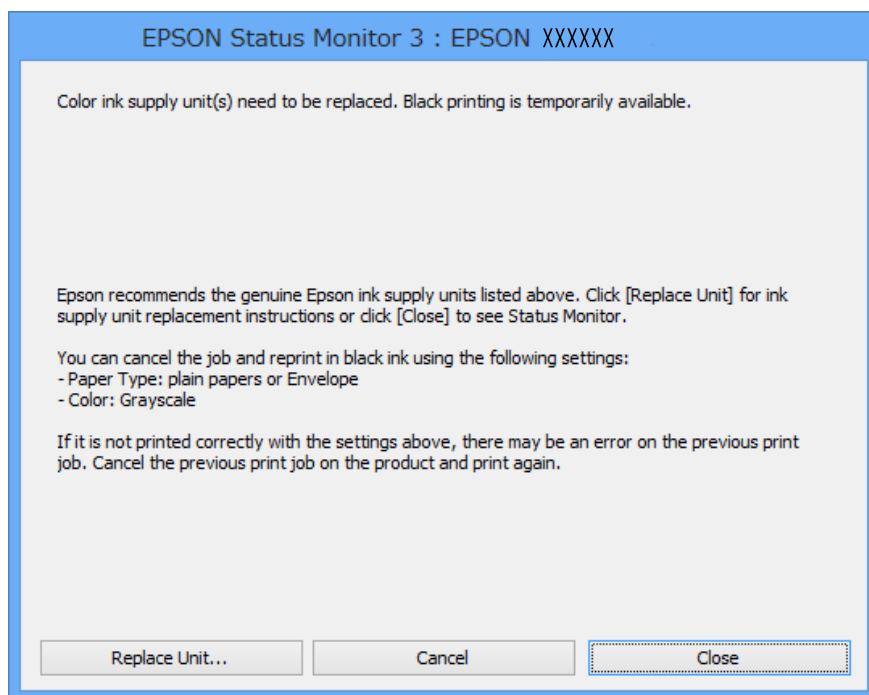 EPSON Status Monitor 3 : EPSON XXXXXX
Color ink supply unit(s) need to be replaced. Black printing is temporarily available.
Epson recommends the genuine Epson ink supply units listed above. Click [Replace Unit] for ink
supply unit replacement instructions or click [Close] to see Status Monitor.
You can cancel the job and reprint in black ink using the following settings:
- Paper Type: plain papers or Envelope
- Color: Grayscale
If it is not printed correctly with the settings above, there may be an error on the previous print
job. Cancel the previous print job on the product and print again.
Replace Unit... Cancel Close